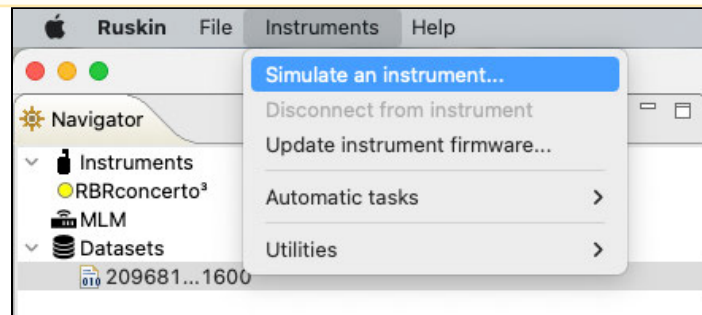 Ruskin File Instruments Help
Simulate an instrument...
Navigator
Disconnect from instrument
Update instrument firmware...
Instruments
RBRconcerto³
Automatic tasks
MLM
Datasets
Utilities
209681...1600